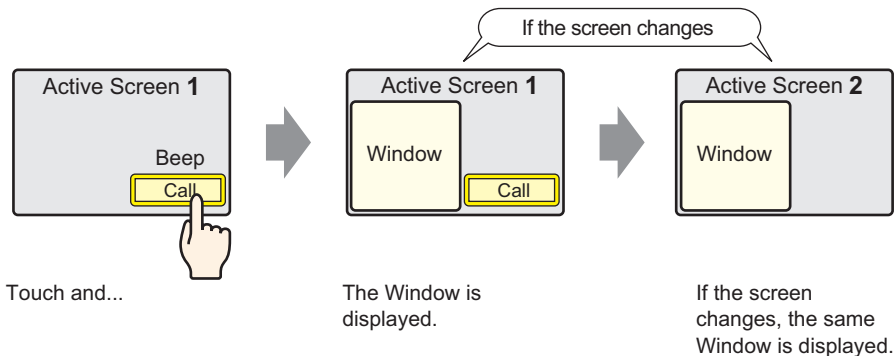 If the screen changes
Active Screen 1
Beep
Call
Touch and...
Active Screen 1
Window
Call
The Window is
displayed.
Active Screen 2
Window
If the screen
changes, the same
Window is displayed.